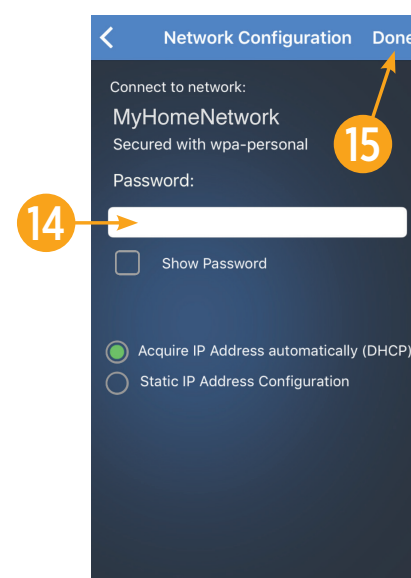 Network Configuration Done
Connect to network:
MyHomeNetwork
Secured with wpa-personal
15
Password:
14
Show Password
Acquire IP Address automatically (DHCP)
Static IP Address Configuration